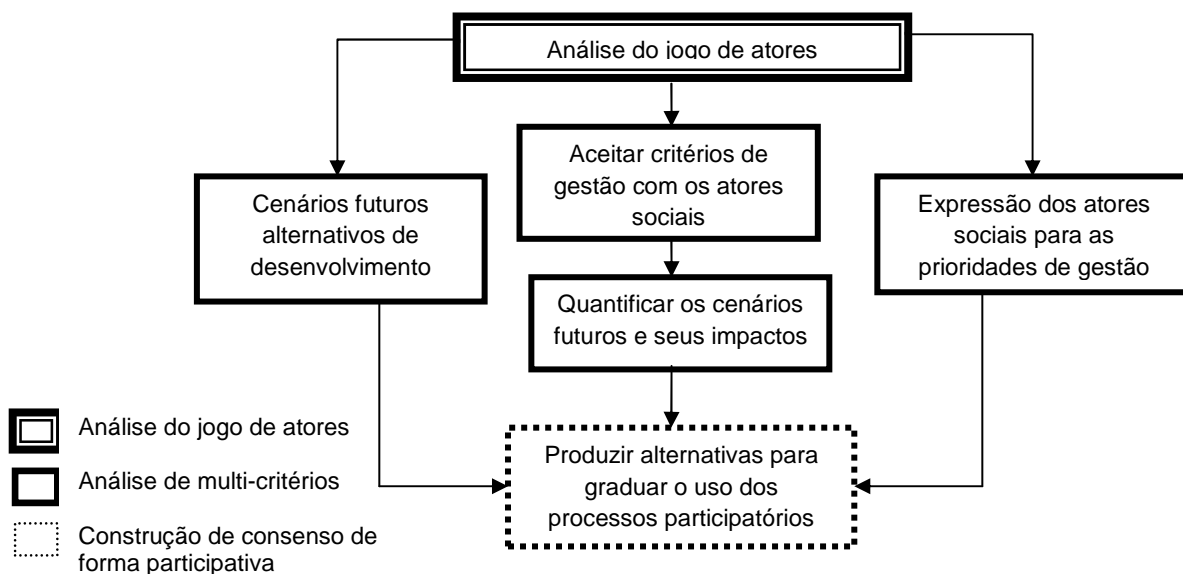 Análise do jogo de atores
Aceitar critérios de
gestão com os atores
sociais
Cenários futuros
alternativos de
desenvolvimento
Expressão dos atores
sociais para as
prioridades de gestão
Quantificar os cenários
futuros e seus impactos
Produzir alternativas para
graduar o uso dos
processos participatórios
Análise do jogo de atores
Análise de multi-critérios
Construção de consenso de
forma participativa